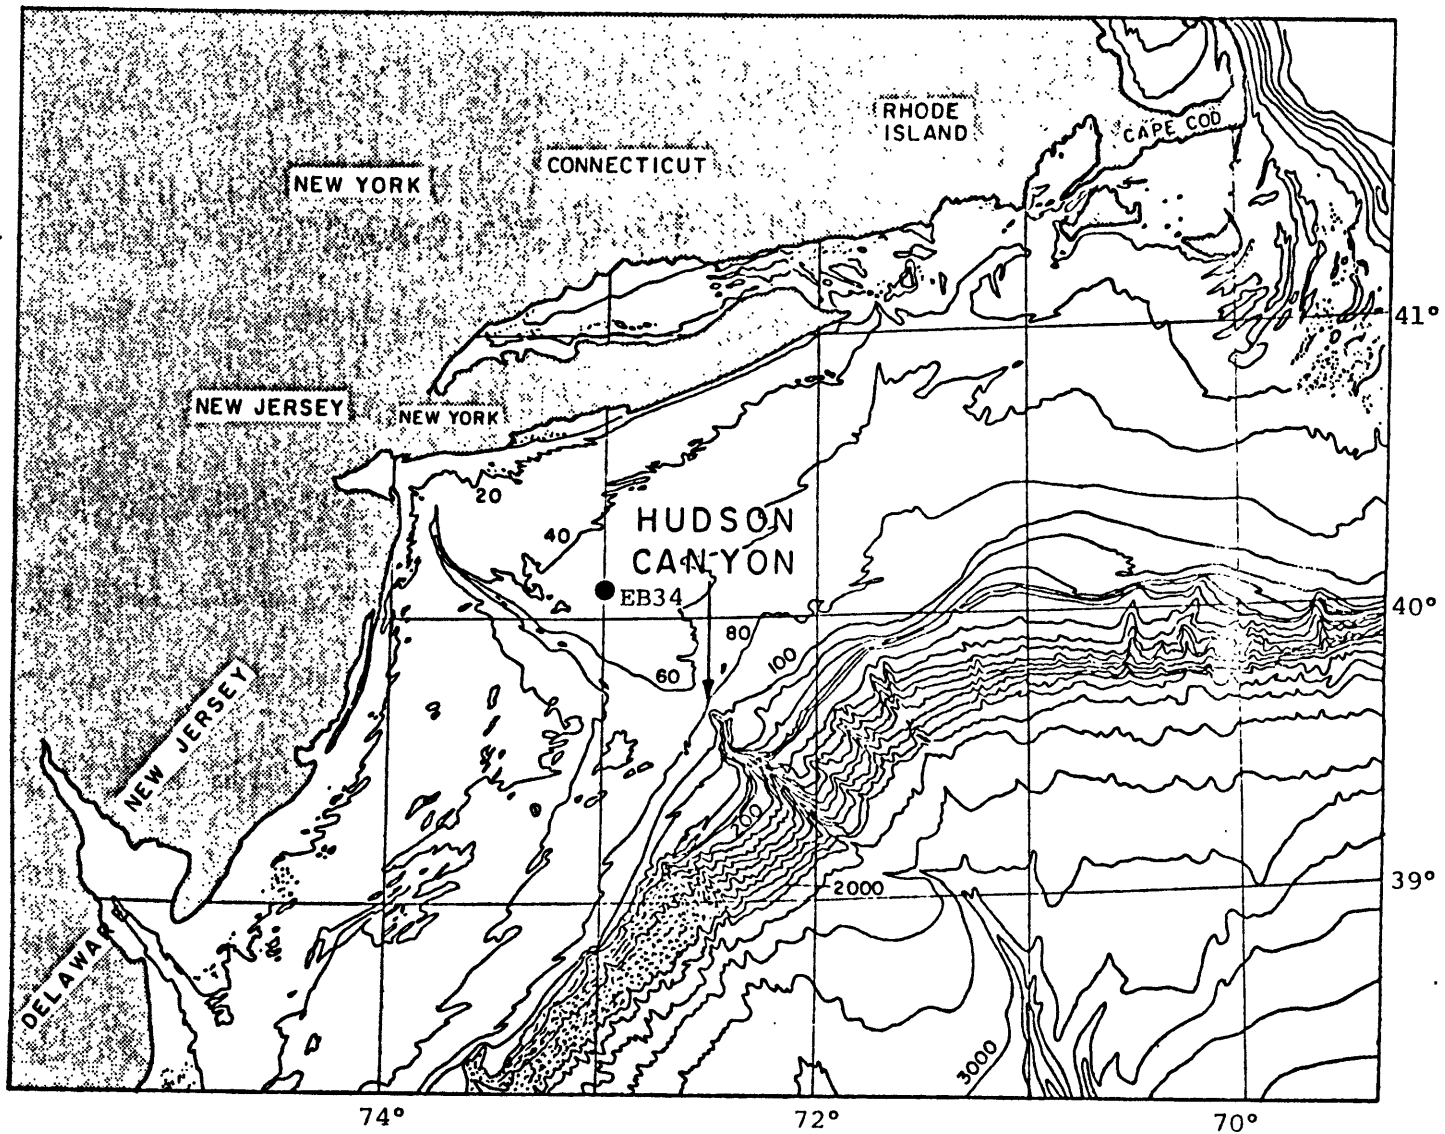 RHODE
ISLAND
CAPE COD
CONNECTICUT
NEW YORK
41°
NEW JERSEY
NEW YORK
20
HUDSON
40
CANYON
EB34
40°
80
100
60
NEW JERSEY
200
2000
39°
DELAWAR
3000
74°
72°
70°